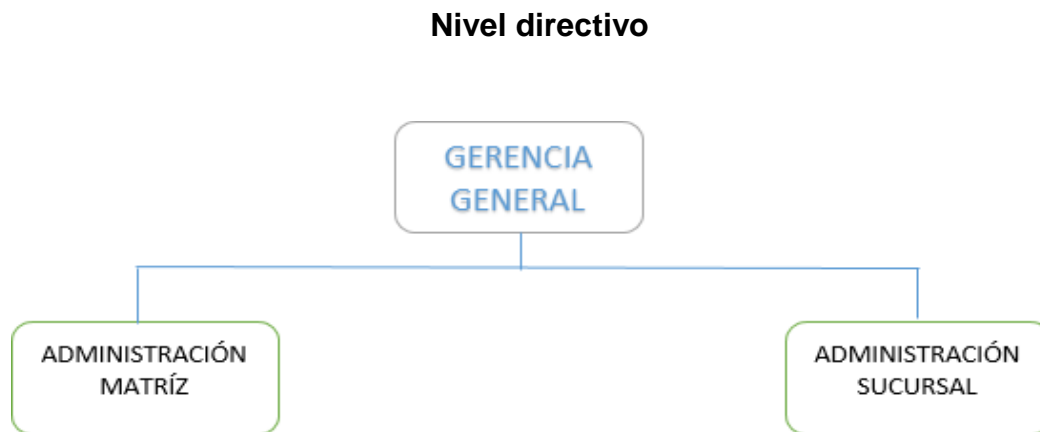 Nivel directivo
GERENCIA
GENERAL
ADMINISTRACIÓN
MATRÍZ
ADMINISTRACIÓN
SUCURSAL